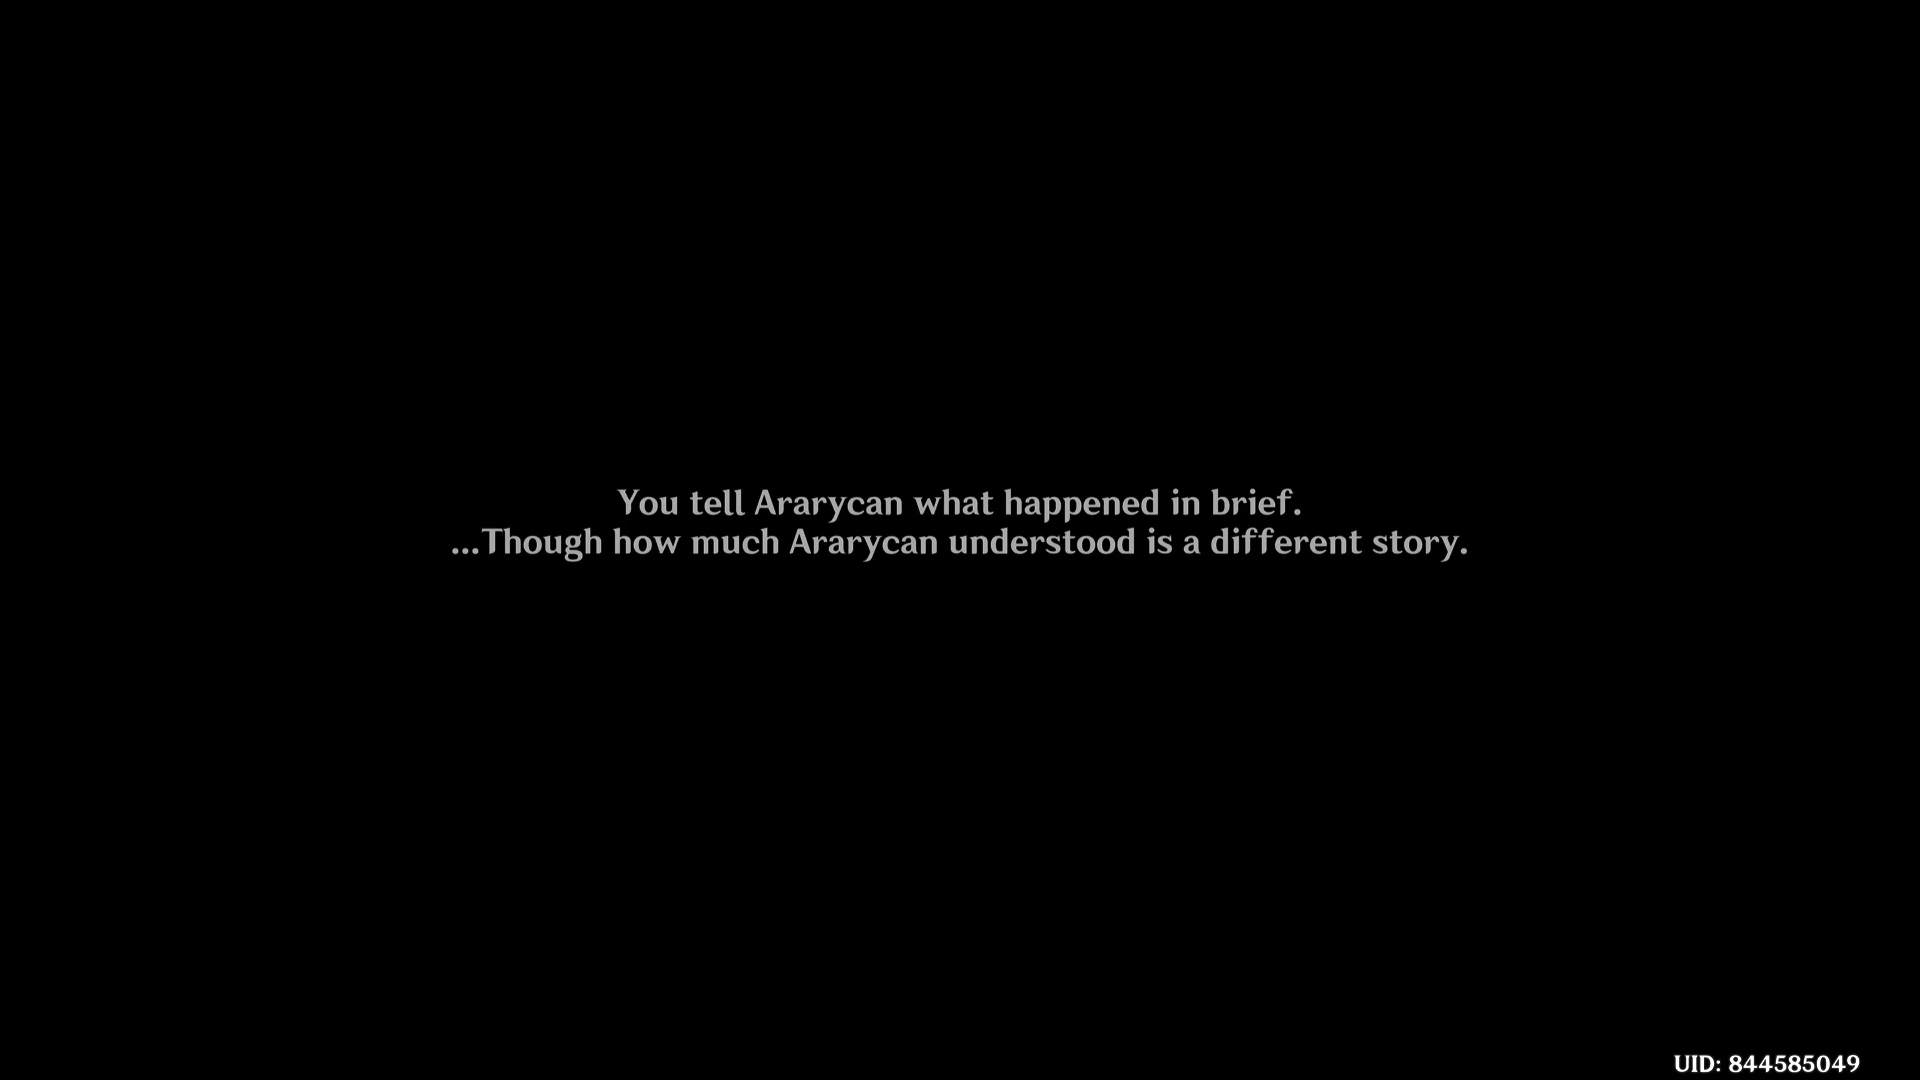 You tell Ararycan what happened in brief.
...Though how much Ararycan understood is a different story.
UID: 844585049